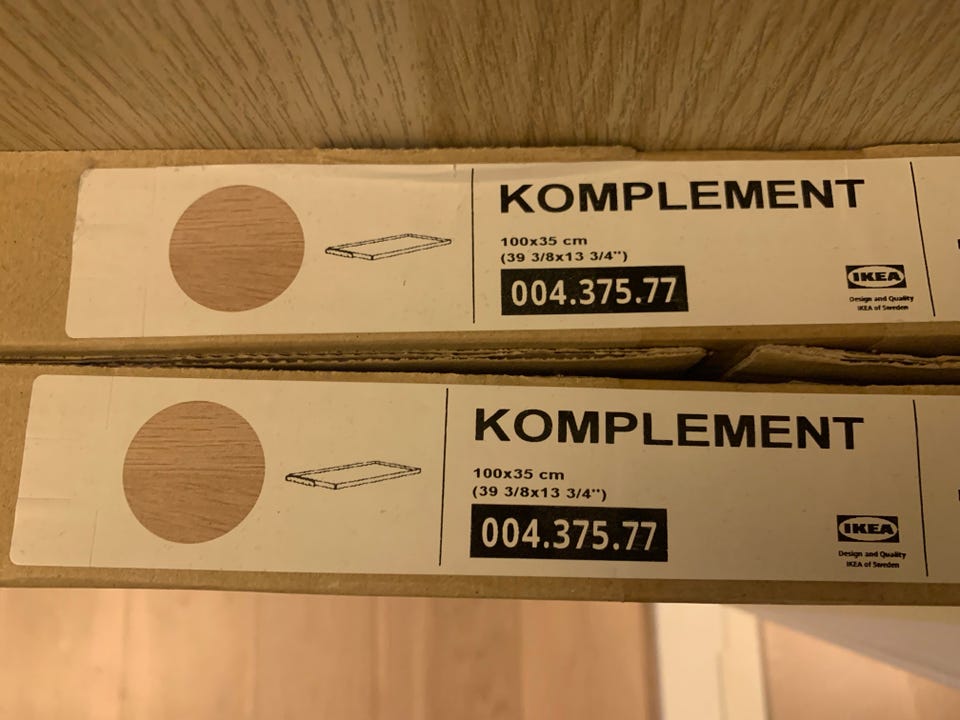 KOMPLEMENT
100x35 cm
(39 3/8x13 3/4")
004.375.77
IKEA
Design and Quality
IKEA of Sweden
KOMPLEMENT
100x35 cm
(39 3/8x13 3/4")
004.375.77
IKEA
Design and Quality
IKEA of Sweden